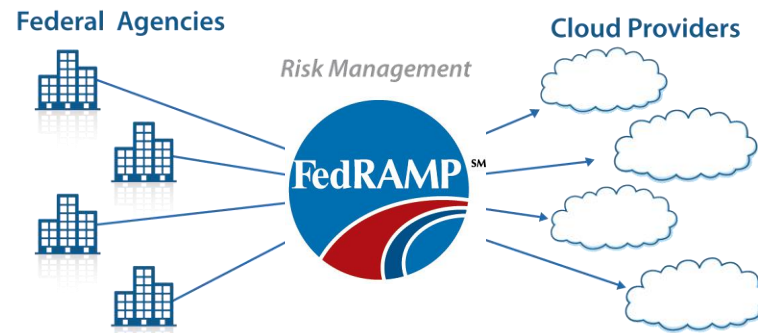 Federal Agencies
Cloud Providers
Risk Management
FedRAMP SM